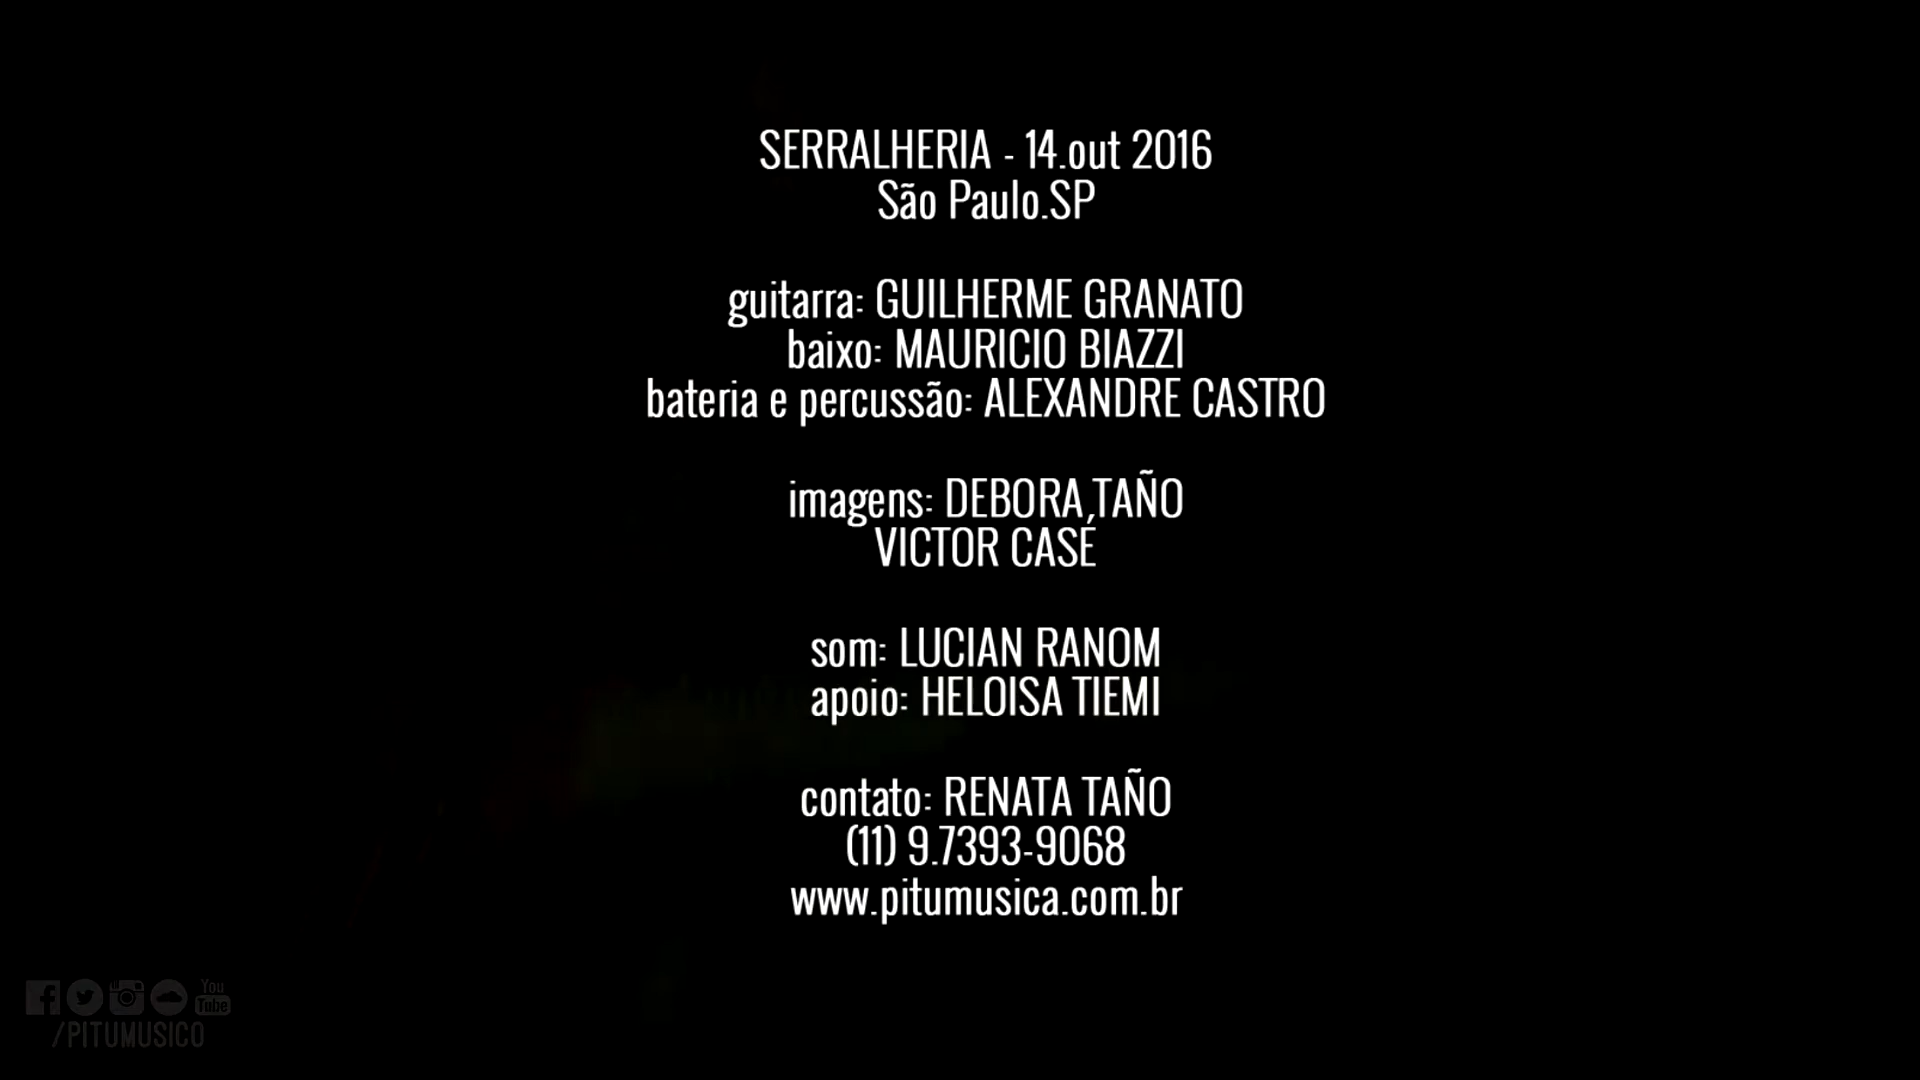 SERRALHERIA - 14.out 2016
São Paulo.SP
guitarra: GUILHERME GRANATO
baixo: MAURICIO BIAZZI
bateria e percussão: ALEXANDRE CASTRO
imagens: DEBORA TAÑO
VICTOR CASÉ
som: LUCIAN RANOM
apoio: HELOISA TIEMI
contato: RENATA TAÑO
(11) 9.7393-9068
www.pitumusica.com.br
You
Tube
/PITUMUSICO